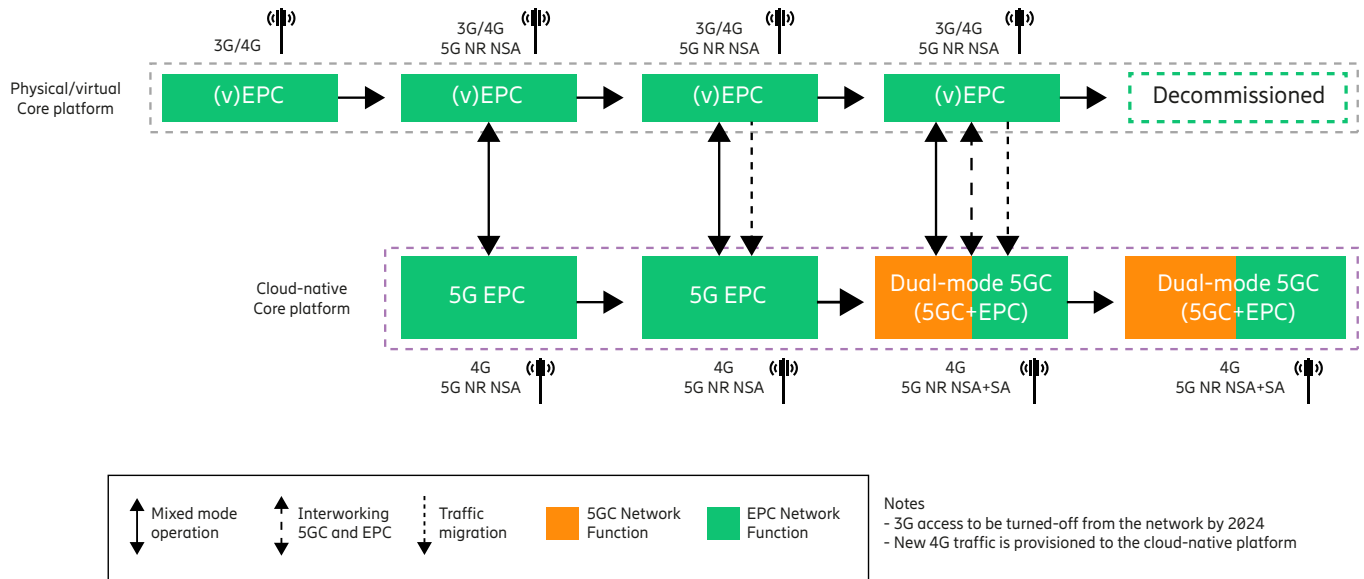 3G/4G
3G/4G
5G NR NSA
3G/4G
5G NR NSA
3G/4G
5G NR NSA
Physical/virtual
Core platform
(v)EPC
(v)EPC
(v)EPC
(v)EPC
Decommissioned
Cloud-native
Core platform
5G EPC
5G EPC
Dual-mode 5GC
(5GC+EPC)
Dual-mode 5GC
(5GC+EPC)
4G
5G NR NSA
4G
5G NR NSA
4G
5G NR NSA+SA
4G
5G NR NSA+SA
Mixed mode
operation
Interworking
5GC and EPC
Traffic
migration
5GC Network
Function
EPC Network
Function
Notes
- 3G access to be turned-off from the network by 2024
- New 4G traffic is provisioned to the cloud-native platform